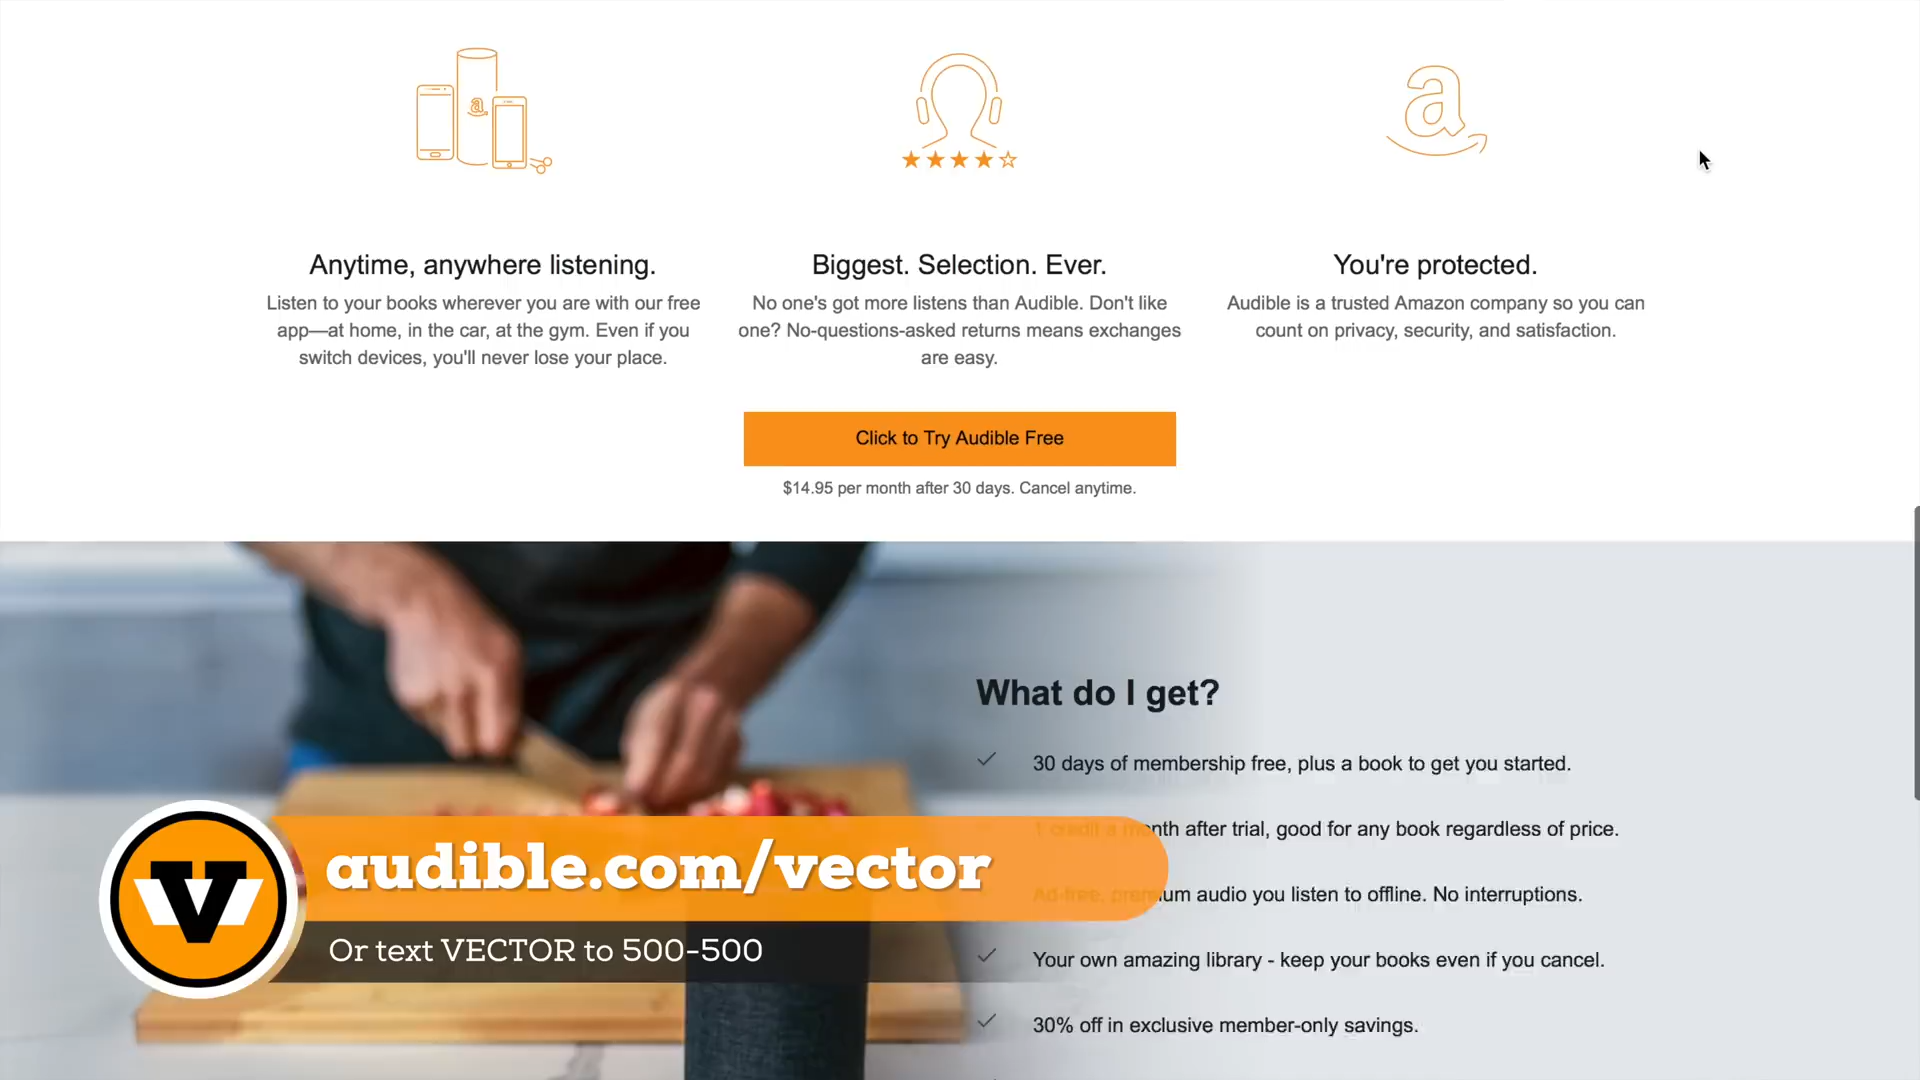 Anytime, anywhere listening.
Listen to your books wherever you are with our free
app—at home, in the car, at the gym. Even if you
switch devices, you'll never lose your place.
Biggest. Selection. Ever.
No one's got more listens than Audible. Don't like
one? No-questions-asked returns means exchanges
are easy.
You're protected.
Audible is a trusted Amazon company so you can
count on privacy, security, and satisfaction.
Click to Try Audible Free
$14.95 per month after 30 days. Cancel anytime.
What do I get?
30 days of membership free, plus a book to get you started.
1 credit a month after trial, good for any book regardless of price.
Ad-free, premium audio you listen to offline. No interruptions.
Your own amazing library - keep your books even if you cancel.
30% off in exclusive member-only savings.
V
audible.com/vector
Or text VECTOR to 500-500